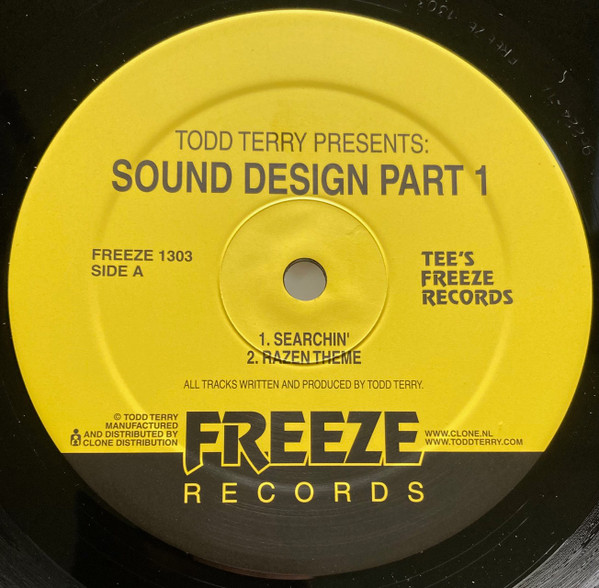 TODD TERRY PRESENTS:
SOUND DESIGN PART 1
FREEZE 1303
SIDE A
TEE'S
FREEZE
RECORDS
1. SEARCHIN'
2. RAZEN THEME
ALL TRACKS WRITTEN AND PRODUCED BY TODD TERRY.
© TODD TERRY
MANUFACTURED
AND DISTRIBUTED BY
CLONE DISTRIBUTION
FREEZE
RECORDS
WWW.CLONE.NL
WWW.TODDTERRY.COM